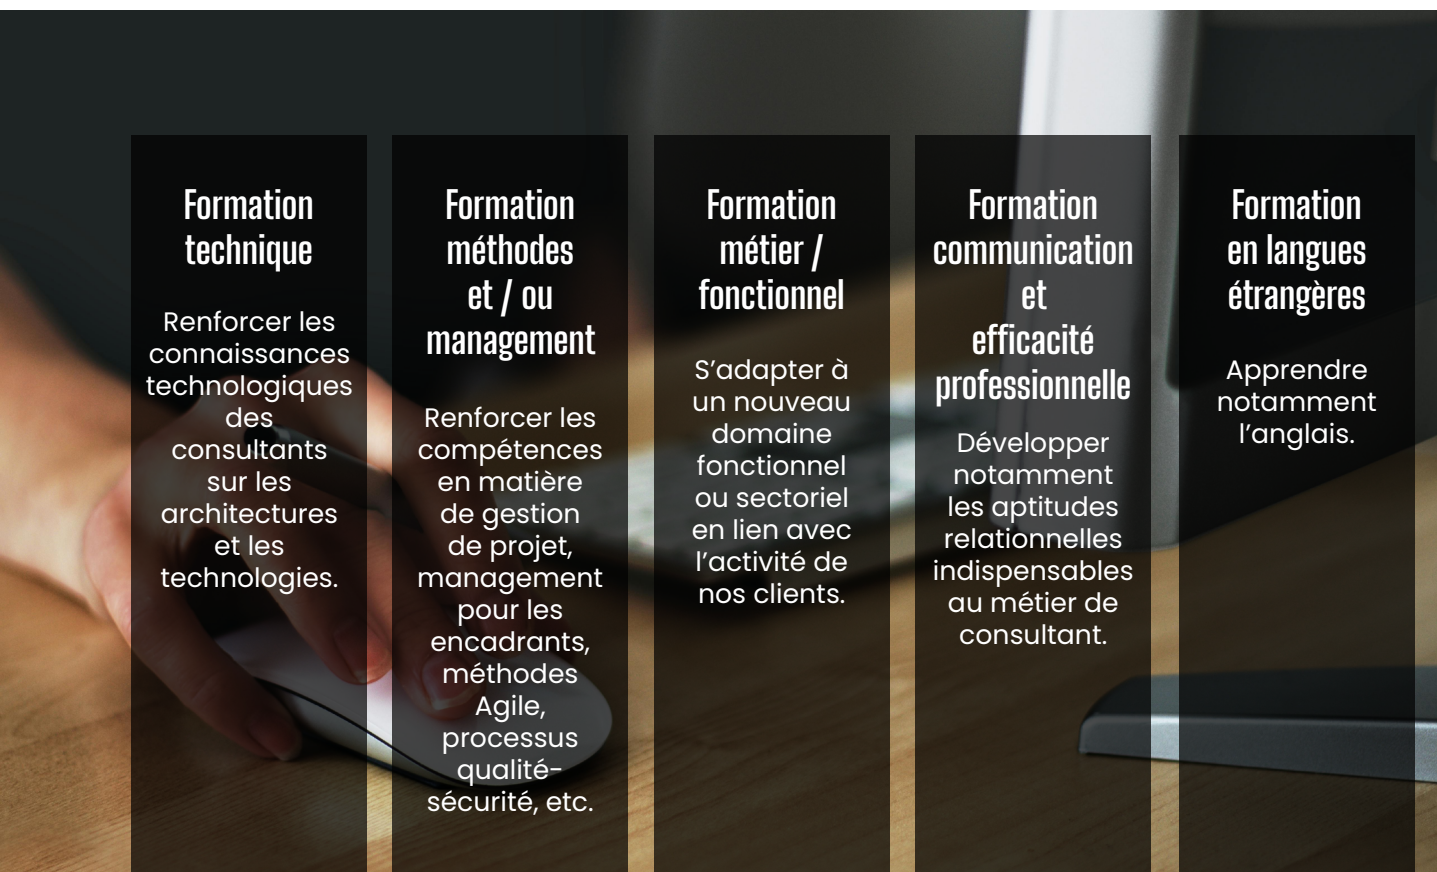 Formation
technique
Renforcer les
connaissances
technologiques
des
consultants
sur les
architectures
et les
technologies.
Formation
méthodes
et / ou
management
Renforcer les
compétences
en matière
de gestion
de projet,
management
pour les
encadrants,
méthodes
Agile,
processus
qualité-
sécurité, etc.
Formation
métier /
fonctionnel
S’adapter à
un nouveau
domaine
fonctionnel
ou sectoriel
en lien avec
l’activité de
nos clients.
Formation
communication
et
efficacité
professionnelle
Développer
notamment
les aptitudes
relationnelles
indispensables
au métier de
consultant.
Formation
en langues
étrangères
Apprendre
notamment
l’anglais.